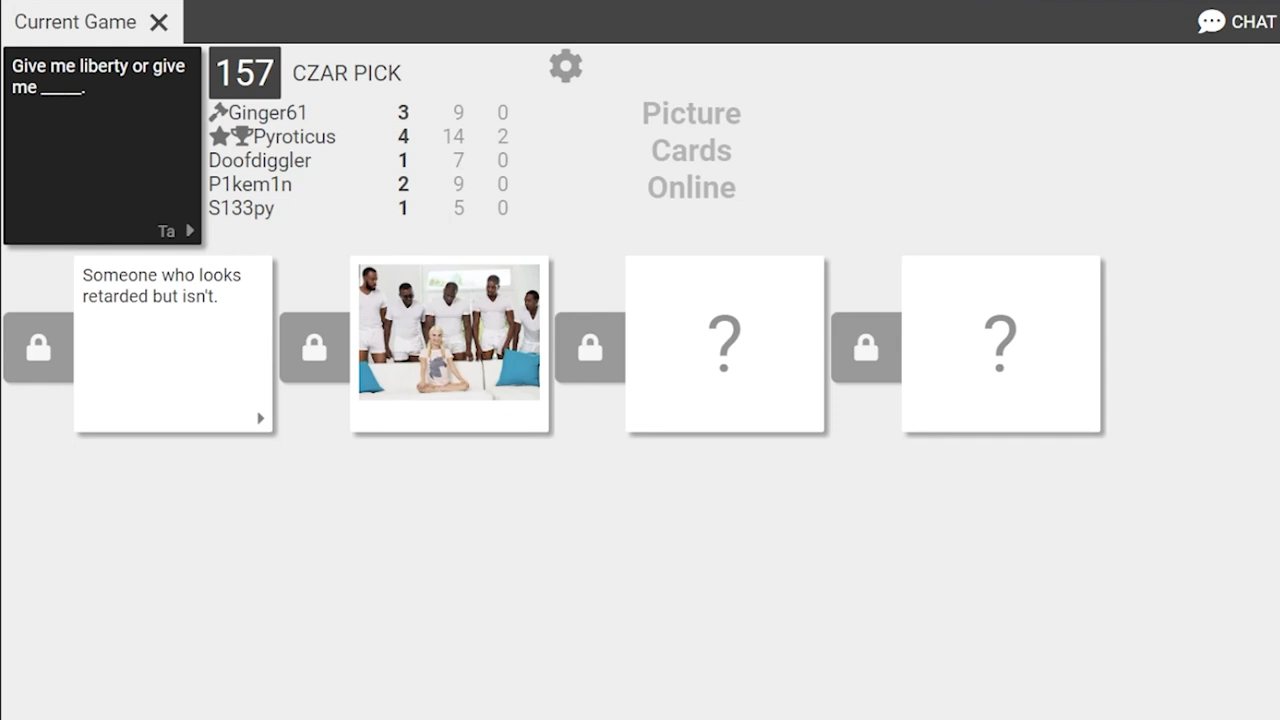 Current Game
CHAT
Give me liberty or give
me _____.
Ta
157 CZAR PICK
Ginger61 3 9 0
Pyroticus 4 14 2
Doofdiggler 1 7 0
P1kem1n 2 9 0
S133py 1 5 0
Picture
Cards
Online
Someone who looks
retarded but isn't.
?
?